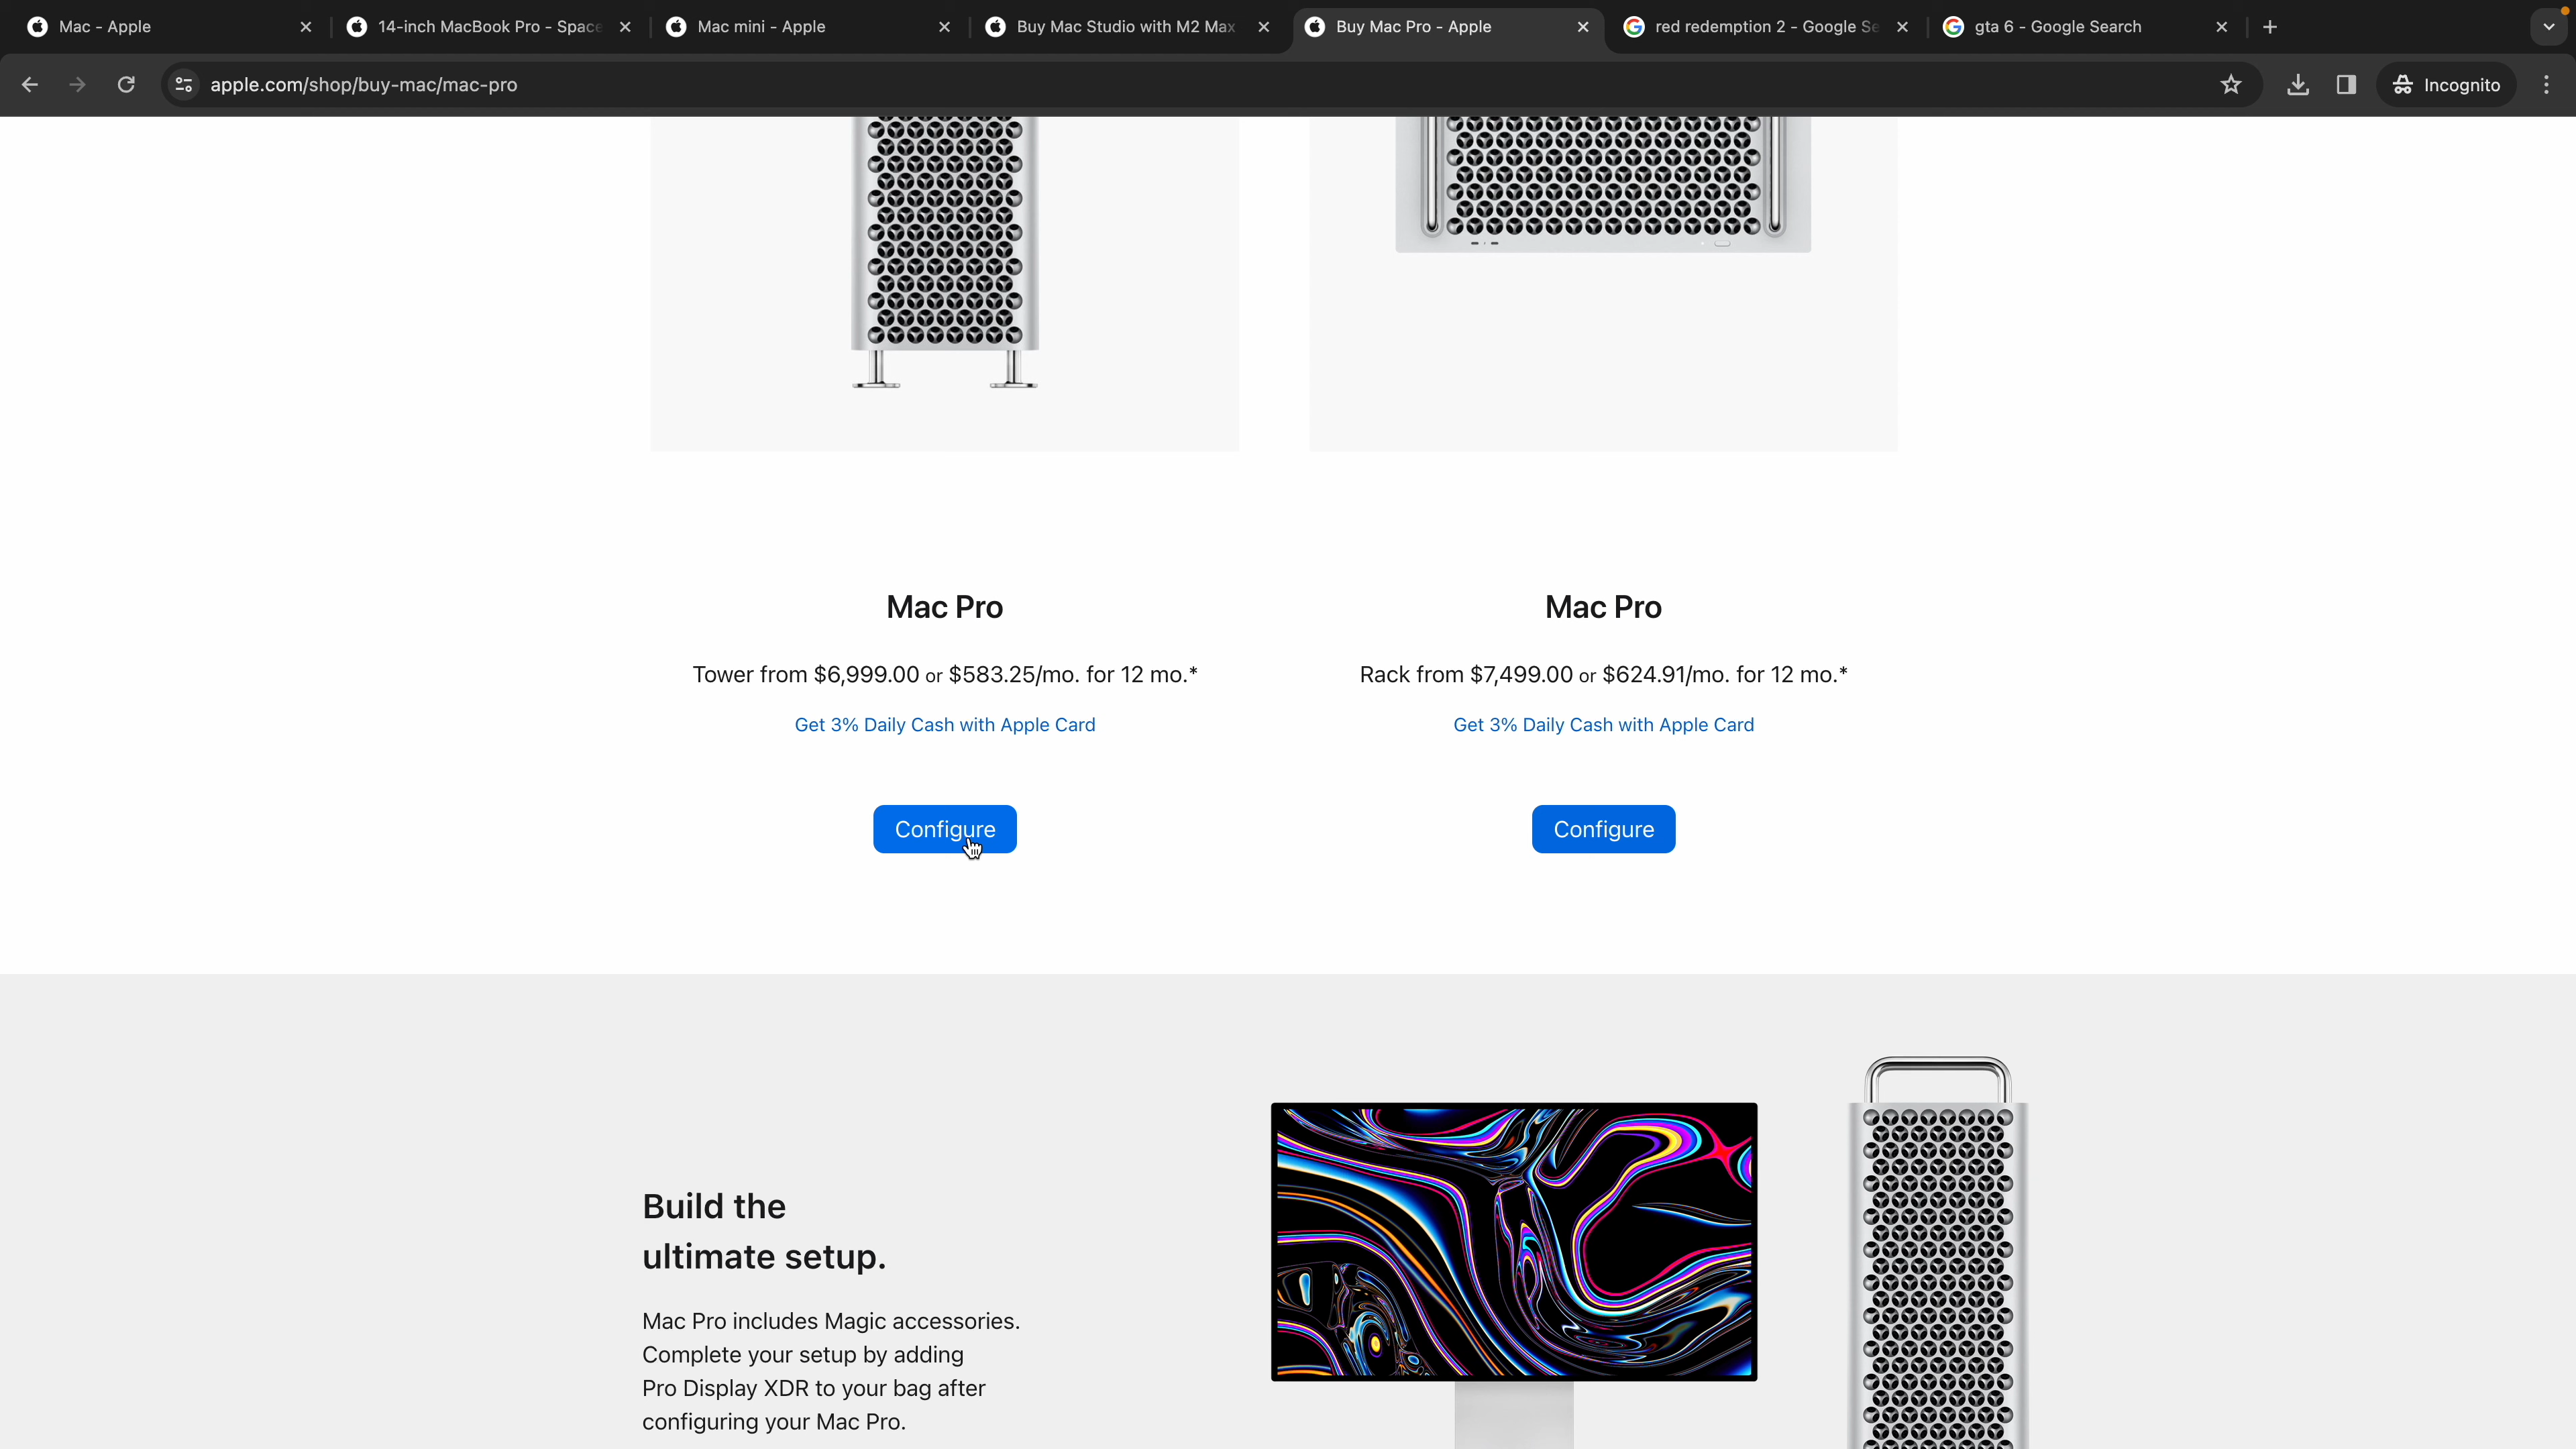 Mac - Apple
14-inch MacBook Pro - Space
Mac mini - Apple
Buy Mac Studio with M2 Max
Buy Mac Pro - Apple
red redemption 2 - Google Se
gta 6 - Google Search
apple.com/shop/buy-mac/mac-pro
Incognito
Mac Pro
Tower from $6,999.00 or $583.25/mo. for 12 mo.*
Get 3% Daily Cash with Apple Card
Configure
Mac Pro
Rack from $7,499.00 or $624.91/mo. for 12 mo.*
Get 3% Daily Cash with Apple Card
Configure
Build the
ultimate setup.
Mac Pro includes Magic accessories.
Complete your setup by adding
Pro Display XDR to your bag after
configuring your Mac Pro.